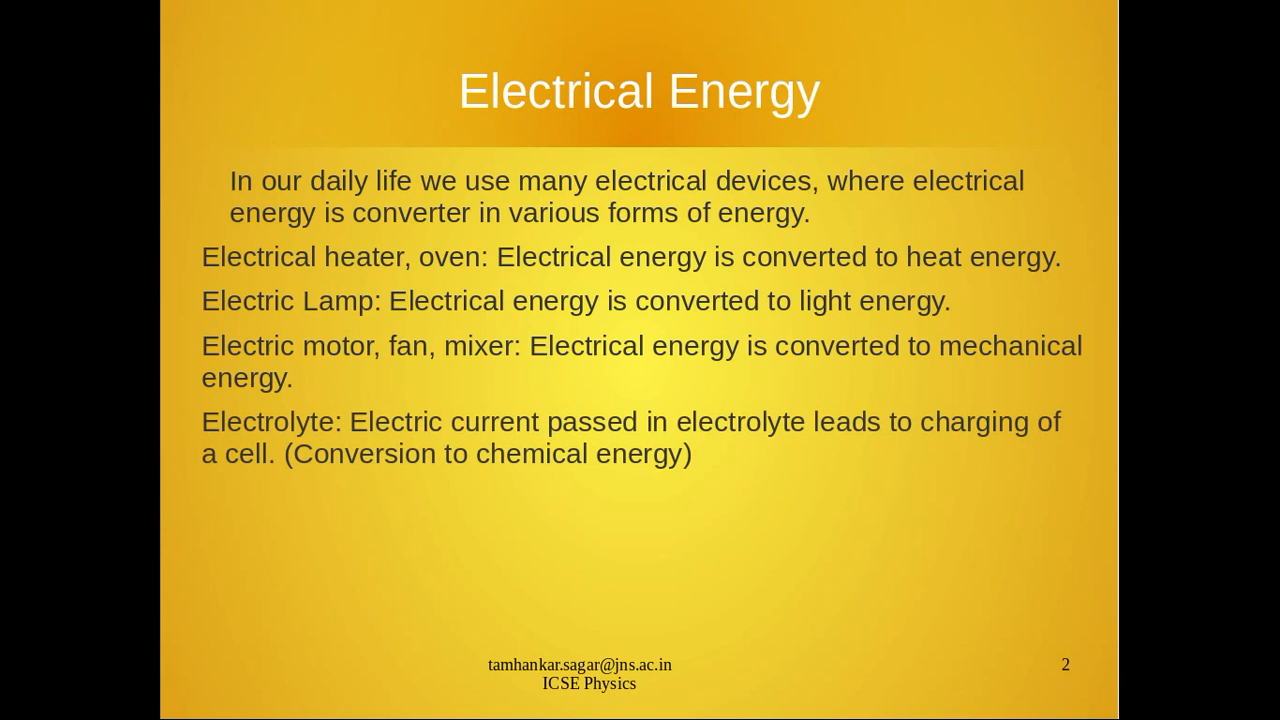 Electrical Energy
In our daily life we use many electrical devices, where electrical
energy is converter in various forms of energy.
Electrical heater, oven: Electrical energy is converted to heat energy.
Electric Lamp: Electrical energy is converted to light energy.
Electric motor, fan, mixer: Electrical energy is converted to mechanical
energy.
Electrolyte: Electric current passed in electrolyte leads to charging of
a cell. (Conversion to chemical energy)
tamhankar.sagar@jns.ac.in
ICSE Physics
2